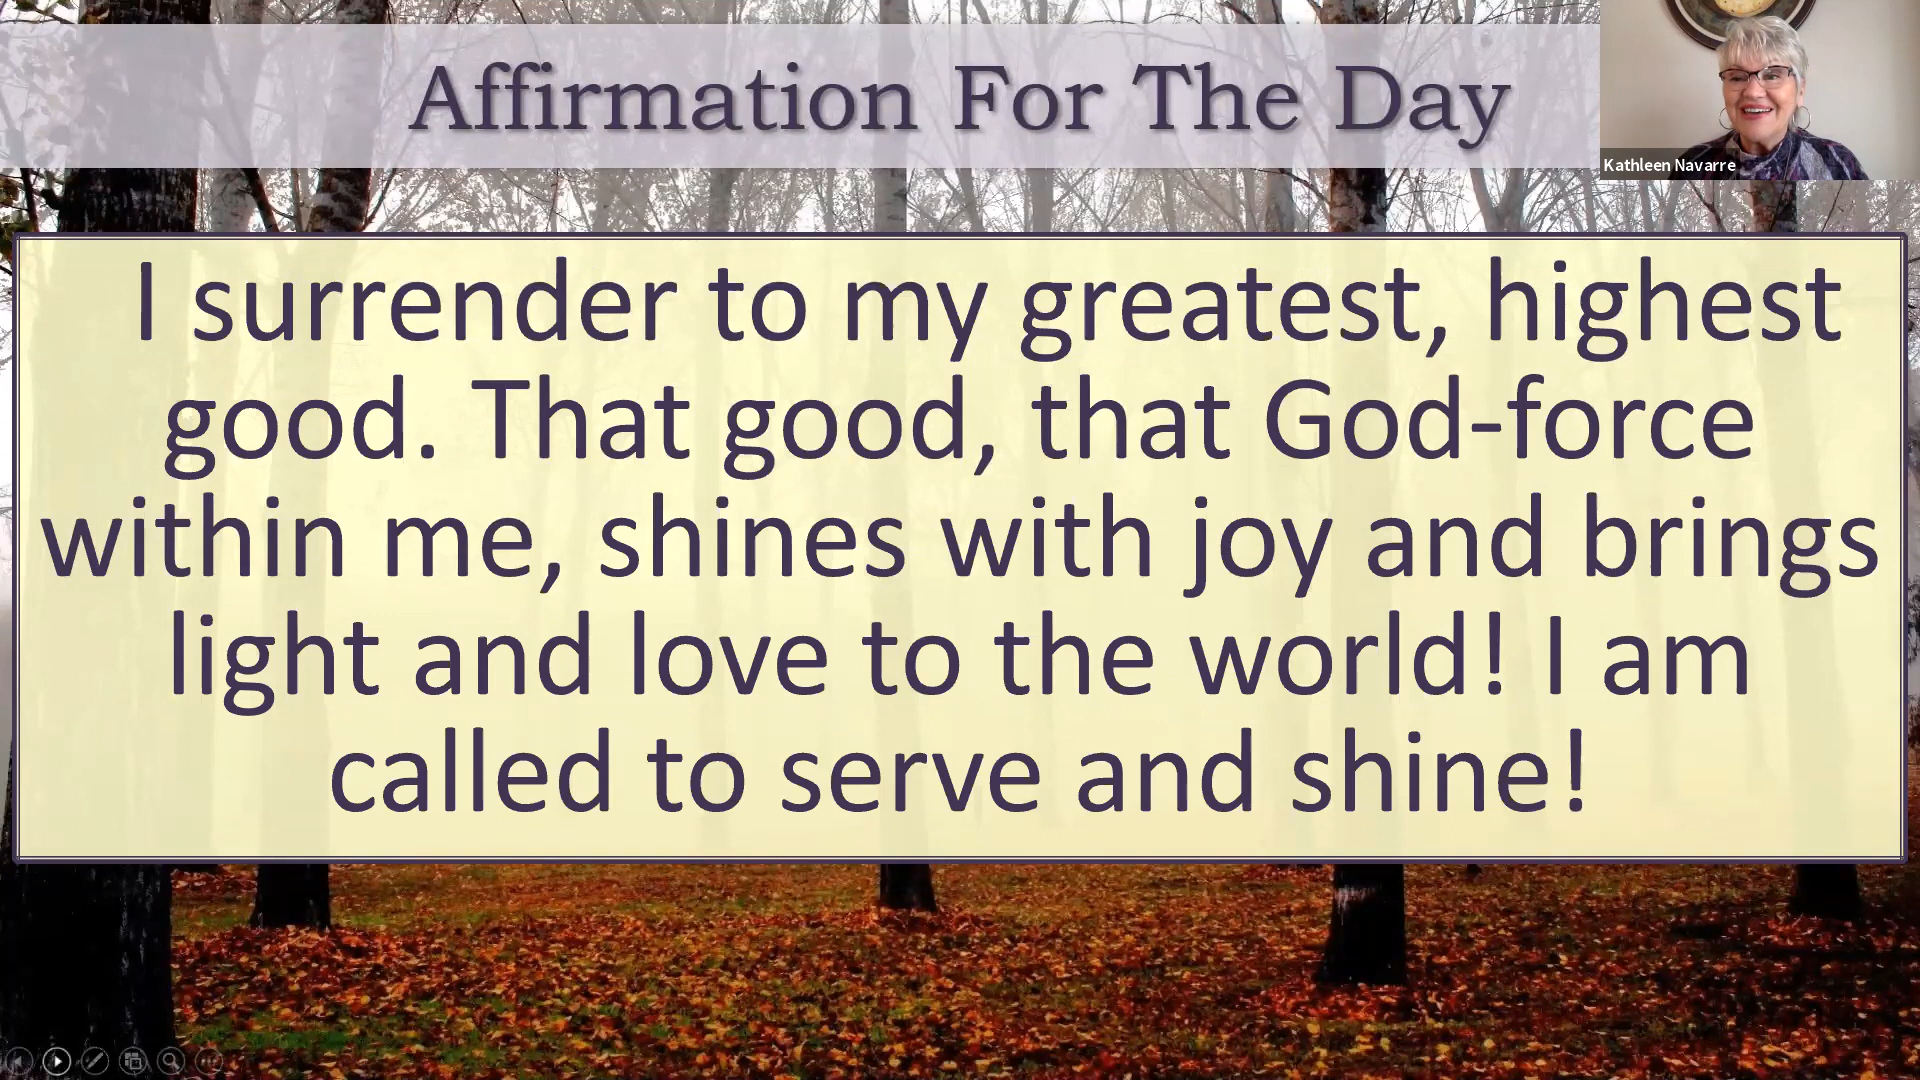 Affirmation For The Day
Kathleen Navarre
I surrender to my greatest, highest
good. That good, that God-force
within me, shines with joy and brings
light and love to the world! I am
called to serve and shine!